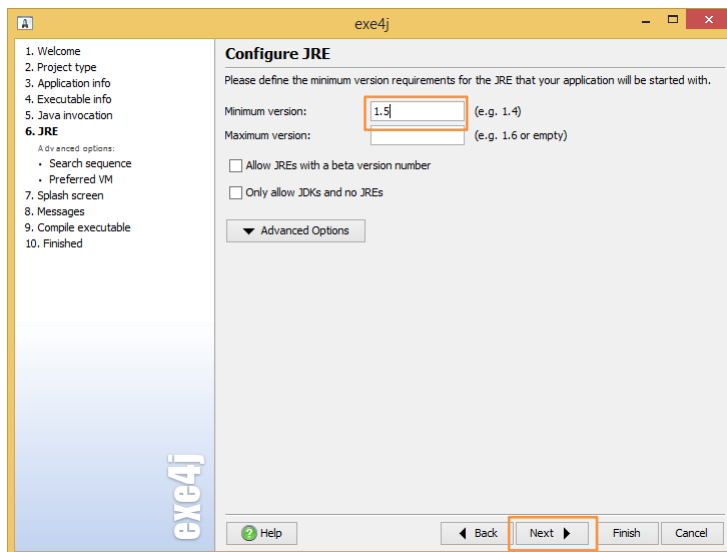 exe4j
1. Welcome
2. Project type
3. Application info
4. Executable info
5. Java invocation
6. JRE
Advanced options:
• Search sequence
• Preferred VM
7. Splash screen
8. Messages
9. Compile executable
10. Finished
exe4j
Configure JRE
Please define the minimum version requirements for the JRE that your application will be started with.
Minimum version: 1.5 (e.g. 1.4)
Maximum version: (e.g. 1.6 or empty)
Allow JREs with a beta version number
Only allow JDKs and no JREs
Advanced Options
Help Back Next Finish Cancel